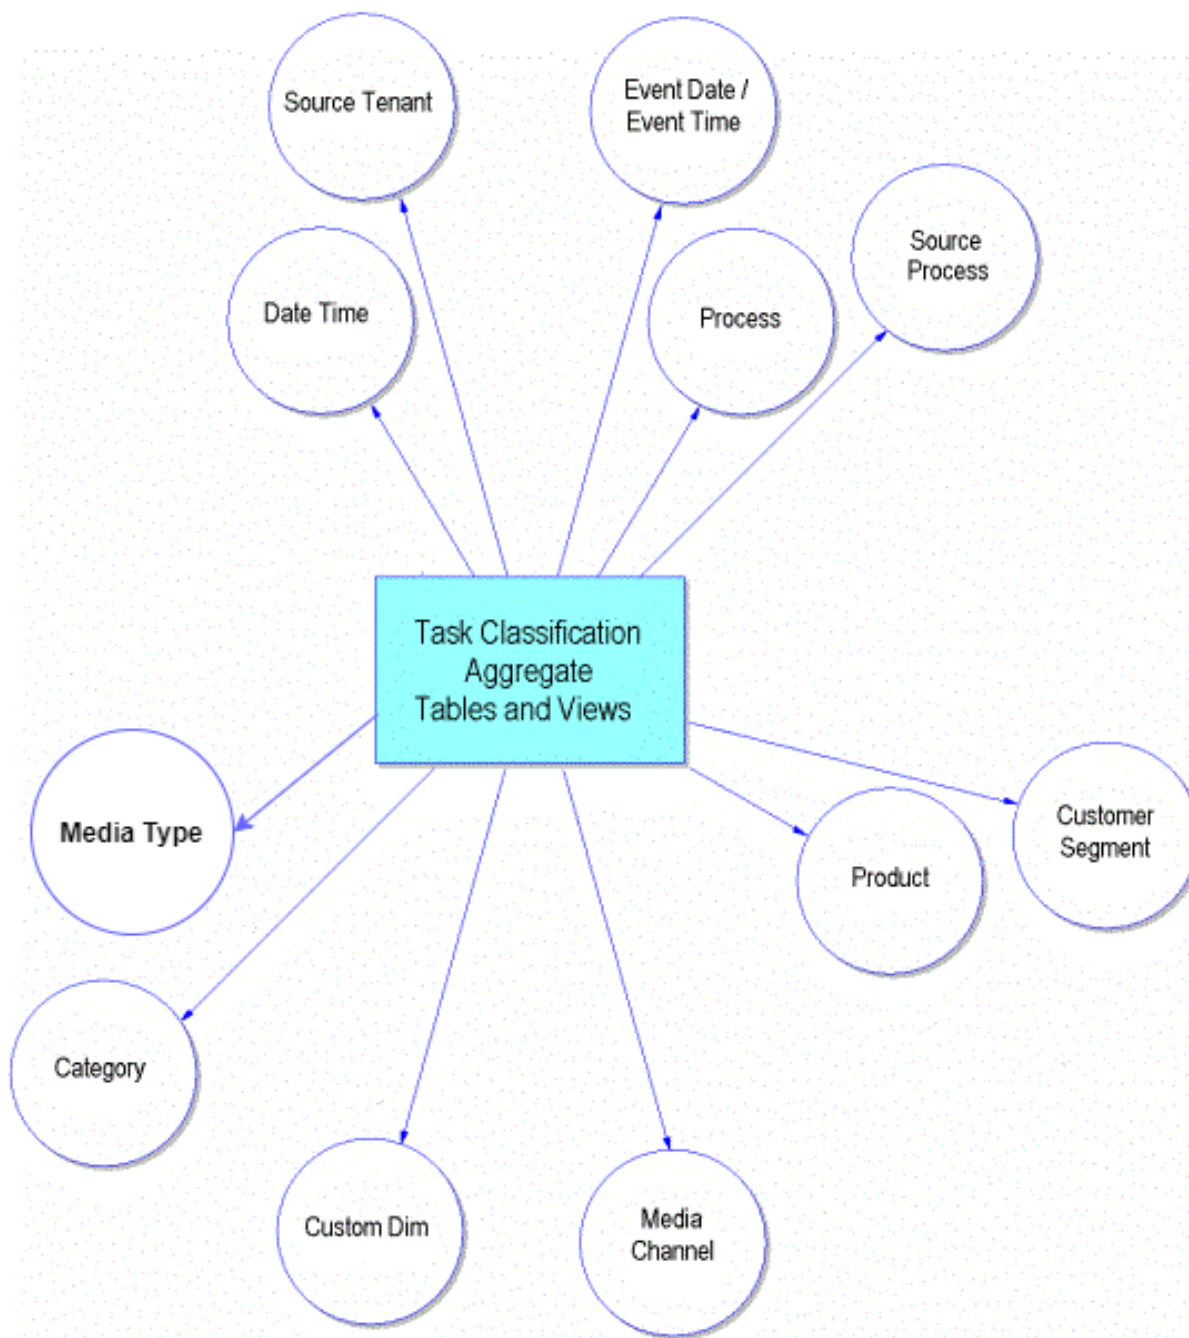 Source Tenant
Event Date /
Event Time
Source
Process
Date Time
Process
Task Classification
Aggregate
Tables and Views
Media Type
Customer
Segment
Product
Category
Custom Dim
Media
Channel